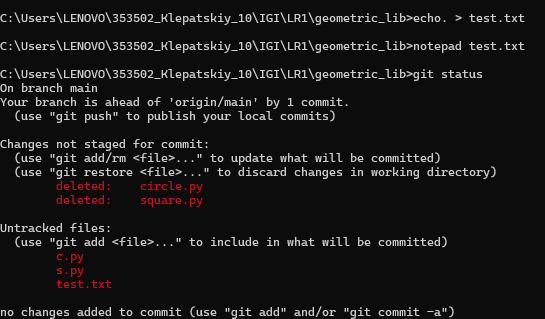 C:\Users\LENOVO\353502_Klepatskiy_10\IGI\LR1\geometric_lib>echo. > test.txt
C:\Users\LENOVO\353502_Klepatskiy_10\IGI\LR1\geometric_lib>notepad test.txt
C:\Users\LENOVO\353502_Klepatskiy_10\IGI\LR1\geometric_lib>git status
On branch main
Your branch is ahead of 'origin/main' by 1 commit.
  (use "git push" to publish your local commits)
Changes not staged for commit:
  (use "git add/rm <file>..." to update what will be committed)
  (use "git restore <file>..." to discard changes in working directory)
        deleted:    circle.py
        deleted:    square.py
Untracked files:
  (use "git add <file>..." to include in what will be committed)
        c.py
        s.py
        test.txt
no changes added to commit (use "git add" and/or "git commit -a")